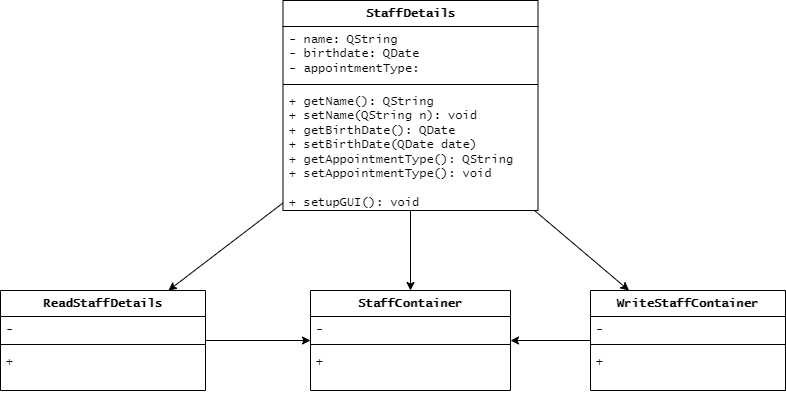 StaffDetails
- name: QString
- birthdate: QDate
- appointmentType:
+ getName(): QString
+ setName(QString n): void
+ getBirthDate(): QDate
+ setBirthDate(QDate date)
+ getAppointmentType(): QString
+ setAppointmentType(): void
+ setupGUI(): void
ReadStaffDetails
-
+
StaffContainer
-
+
WriteStaffContainer
-
+